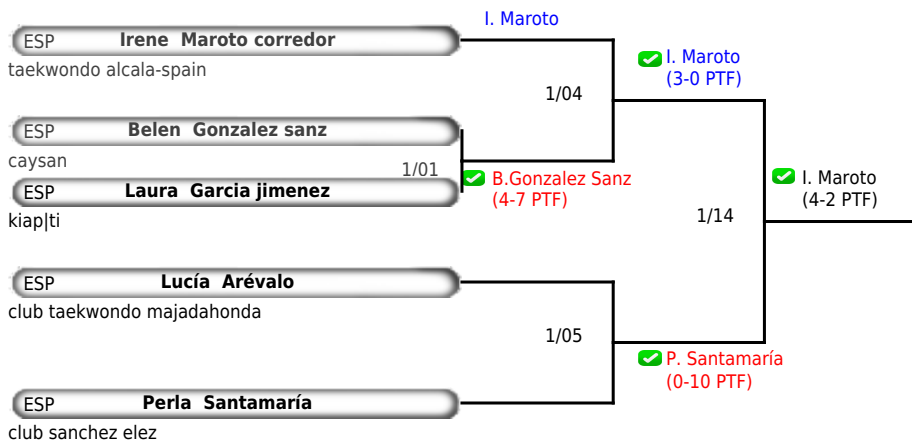 I. Maroto
ESP Irene Maroto corredor
taekwondo alcala-spain
I. Maroto
(3-0 PTF)
1/04
ESP Belen Gonzalez sanz
caysan
1/01
B.Gonzalez Sanz
(4-7 PTF)
I. Maroto
(4-2 PTF)
ESP Laura Garcia jimenez
kiap|ti
1/14
ESP Lucía Arévalo
club taekwondo majadahonda
1/05
P. Santamaría
(0-10 PTF)
ESP Perla Santamaría
club sanchez elez